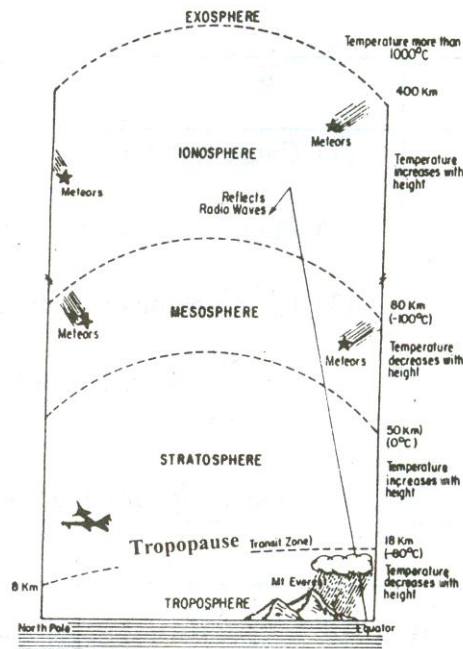 EXOSPHERE
Temperature more than
1000°C
400 Km
IONOSPHERE
Meteors
Meteors
Temperature
increases with
height
Reflects
Radio Waves
80 Km
(-100°C)
MESOSPHERE
Meteors
Meteors
Temperature
decreases with
height
50 Km)
(0°C)
STRATOSPHERE
Temperature
increases with
height
Tropopause Transit Zone)
18 Km
(-80°C)
8 Km
Mt Everest
Temperature
decreases with
height
TROPOSPHERE
North Pole
Equator